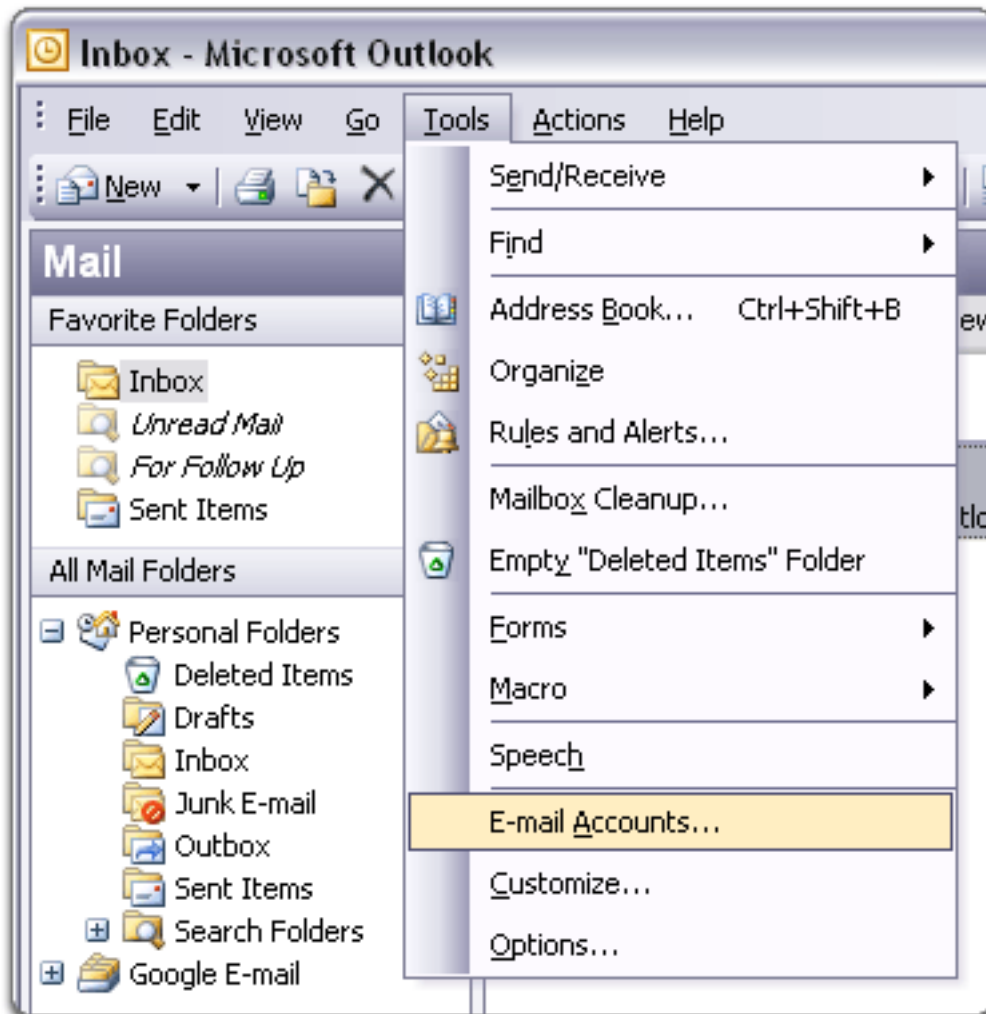 Inbox - Microsoft Outlook
File Edit View Go Tools Actions Help
New
Mail
Favorite Folders
Inbox
Unread Mail
For Follow Up
Sent Items
All Mail Folders
Personal Folders
Deleted Items
Drafts
Inbox
Junk E-mail
Outbox
Sent Items
Search Folders
Google E-mail
Send/Receive
Find
Address Book... Ctrl+Shift+B
Organize
Rules and Alerts...
Mailbox Cleanup...
Empty "Deleted Items" Folder
Forms
Macro
Speech
E-mail Accounts...
Customize...
Options...